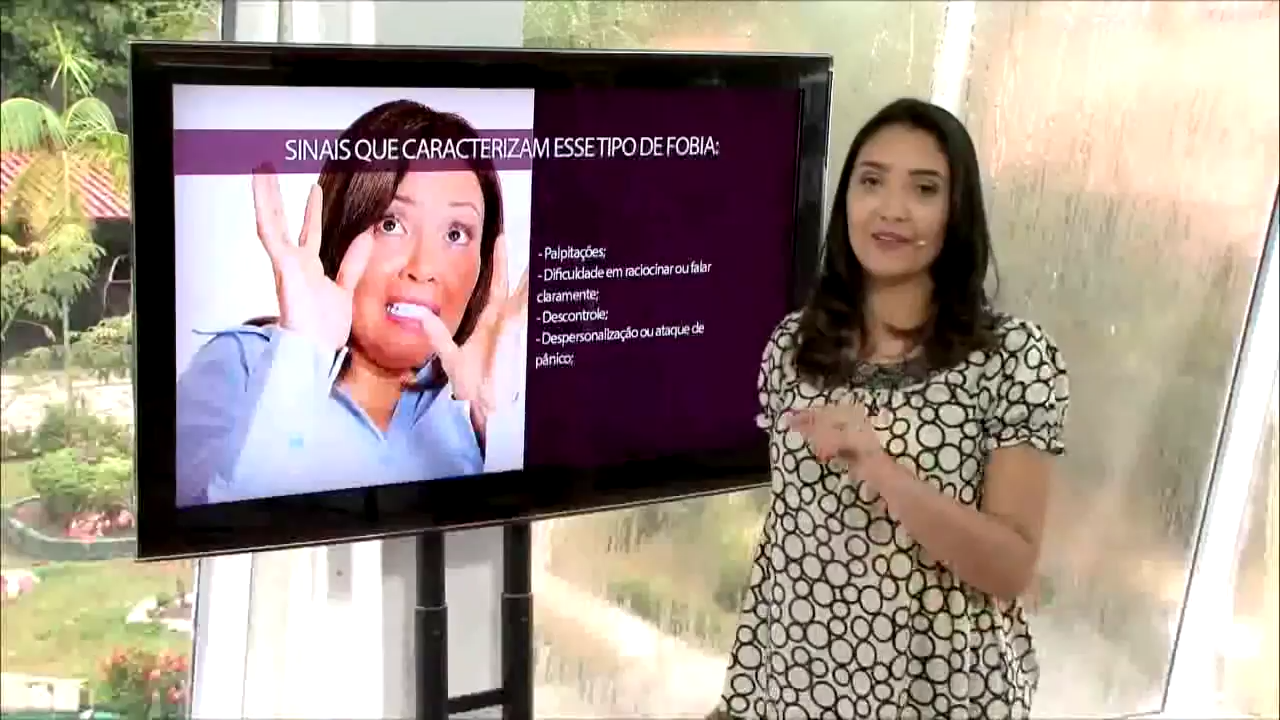 SINAIS QUE CARACTERIZAM ESSE TIPO DE FOBIA:
- Palpitações;
- Dificuldade em raciocinar ou falar
claramente;
- Descontrole;
- Despersonalização ou ataque de
pânico;